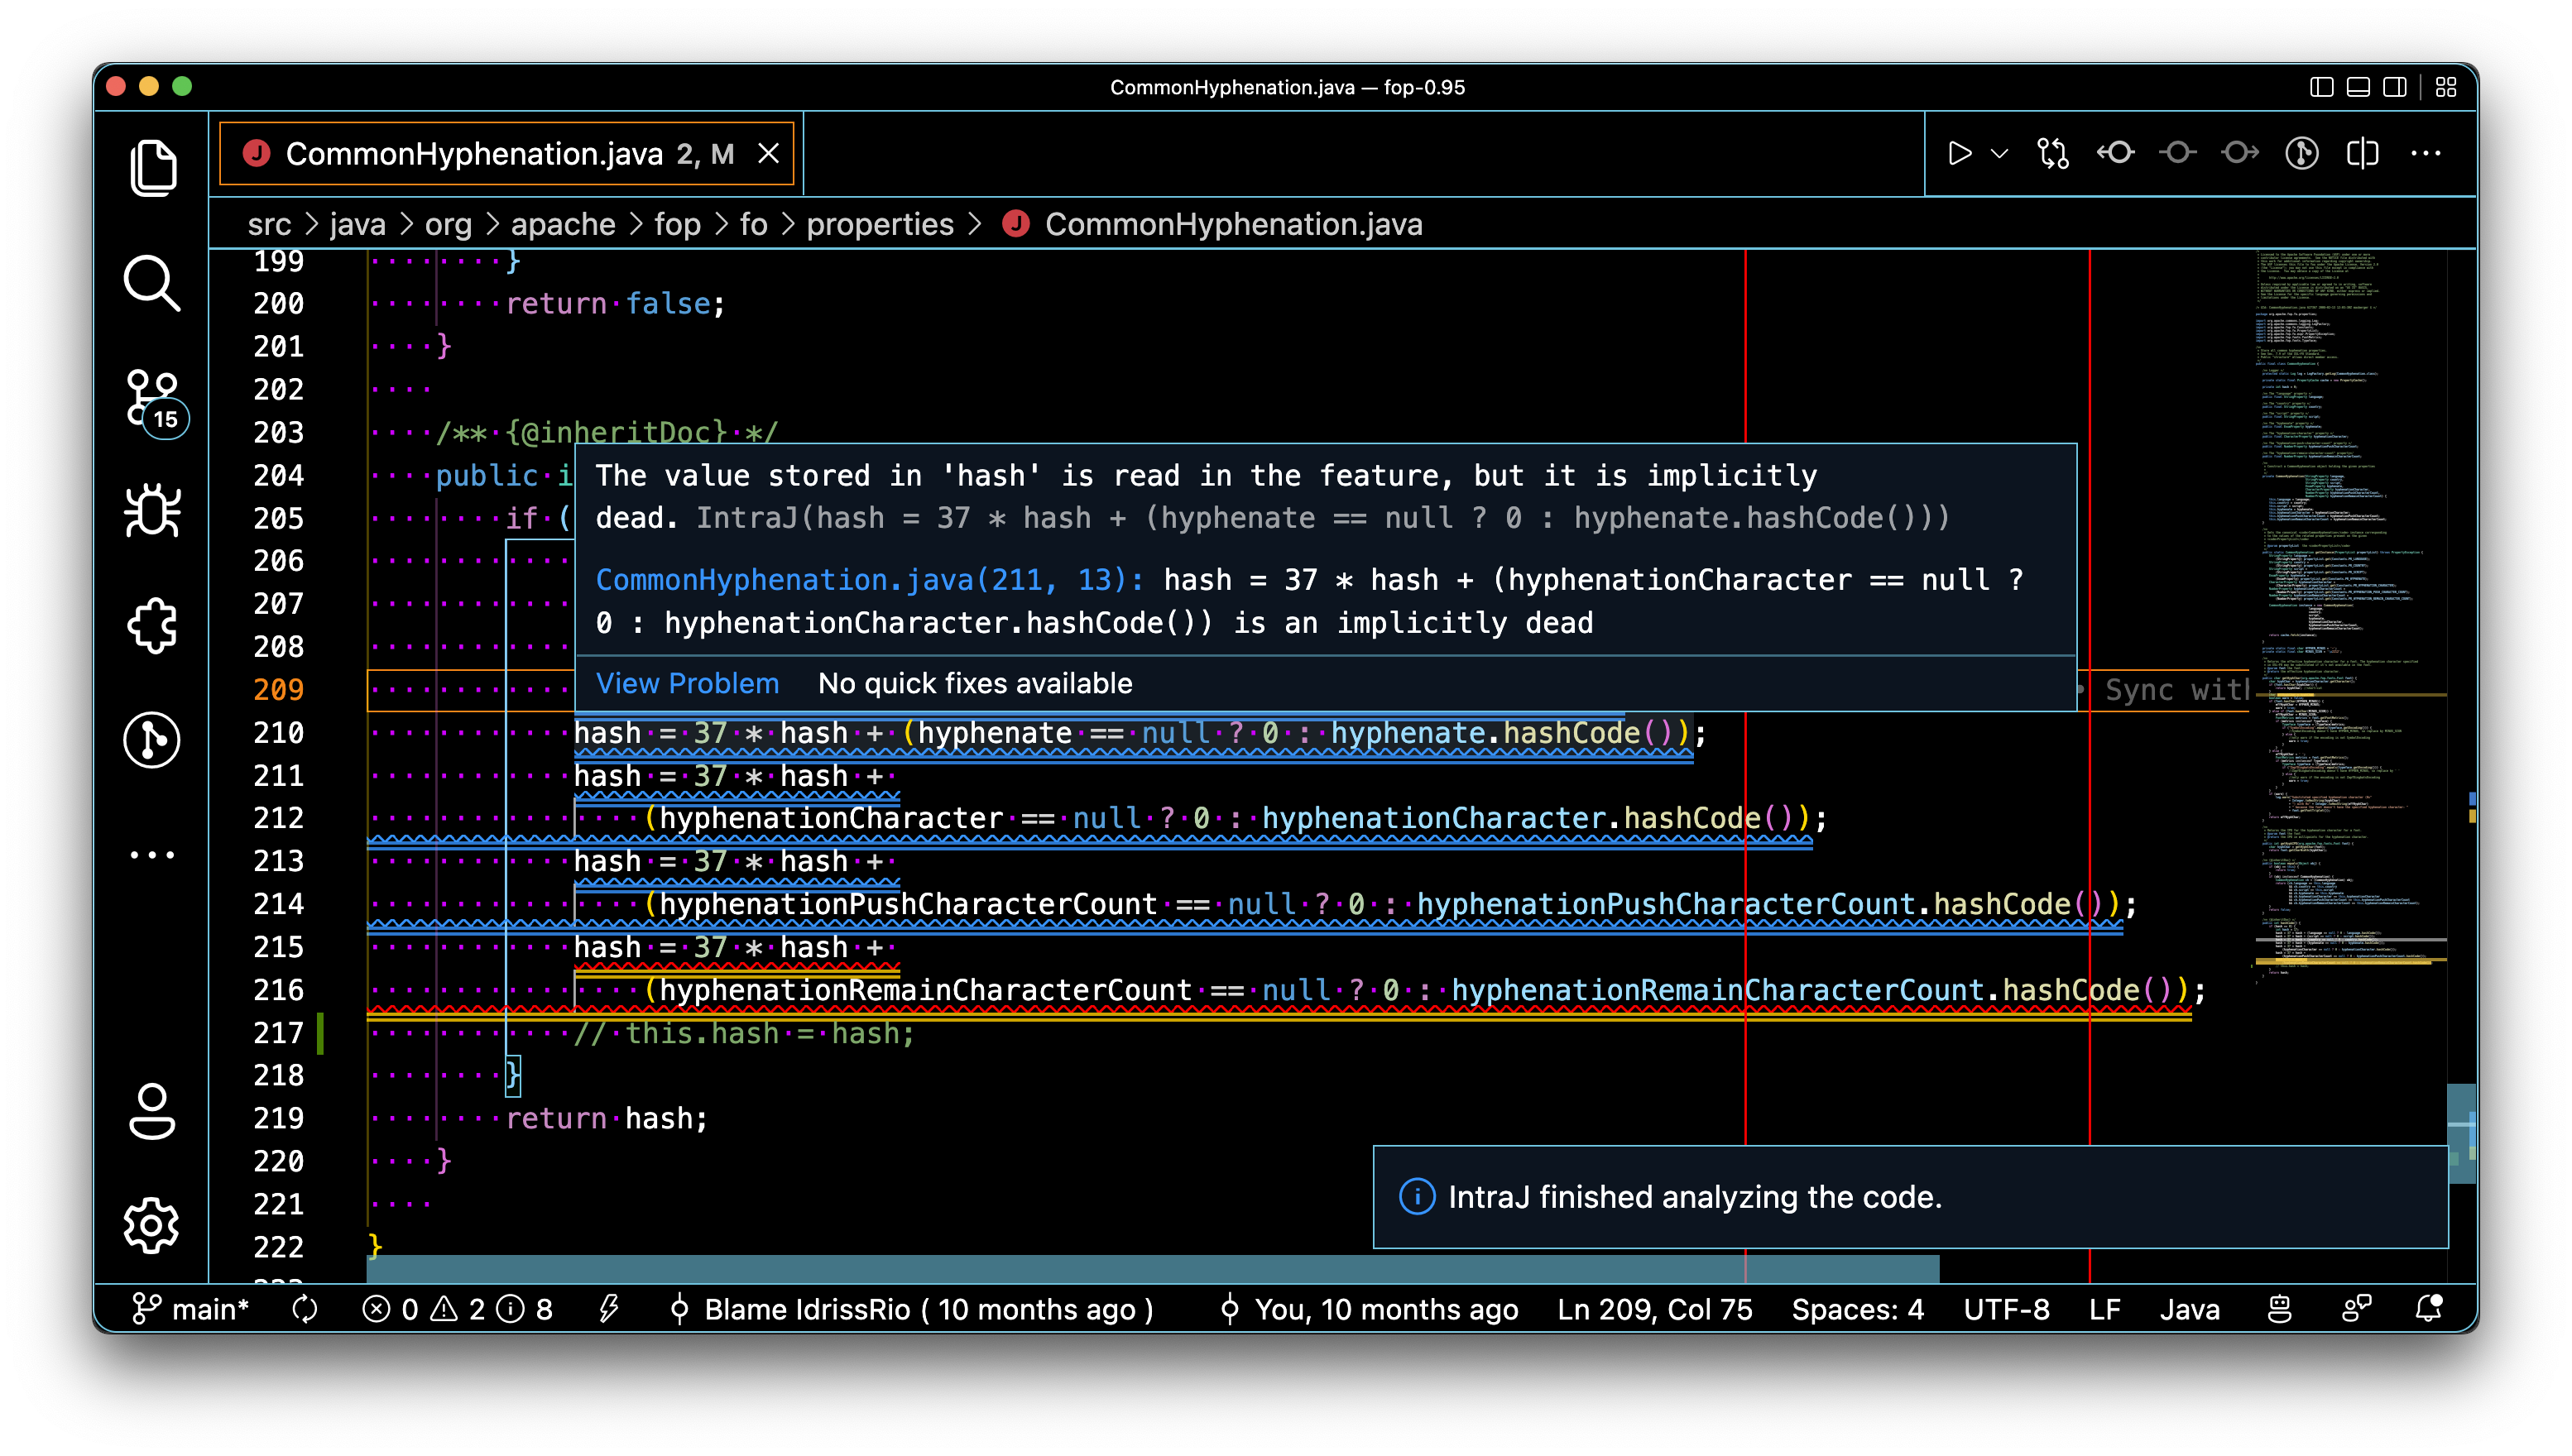 CommonHyphenation.java — fop-0.95
CommonHyphenation.java 2, M
src > java > org > apache > fop > fo > properties > CommonHyphenation.java
15
199 }
200 return false;
201 }
202
203 /** {@inheritDoc} */
204 public i
205 if (
206
207
208
209
The value stored in 'hash' is read in the feature, but it is implicitly
dead. IntraJ(hash = 37 * hash + (hyphenate == null ? 0 : hyphenate.hashCode()))
CommonHyphenation.java(211, 13): hash = 37 * hash + (hyphenationCharacter == null ?
0 : hyphenationCharacter.hashCode()) is an implicitly dead
View Problem No quick fixes available
Sync with
210 hash = 37 * hash + (hyphenate == null ? 0 : hyphenate.hashCode());
211 hash = 37 * hash +
212 (hyphenationCharacter == null ? 0 : hyphenationCharacter.hashCode());
213 hash = 37 * hash +
214 (hyphenationPushCharacterCount == null ? 0 : hyphenationPushCharacterCount.hashCode());
215 hash = 37 * hash +
216 (hyphenationRemainCharacterCount == null ? 0 : hyphenationRemainCharacterCount.hashCode());
217 // this.hash = hash;
218 }
219 return hash;
220 }
221
222 }
IntraJ finished analyzing the code.
main* 0 2 8 Blame IdrissRio ( 10 months ago ) You, 10 months ago Ln 209, Col 75 Spaces: 4 UTF-8 LF Java